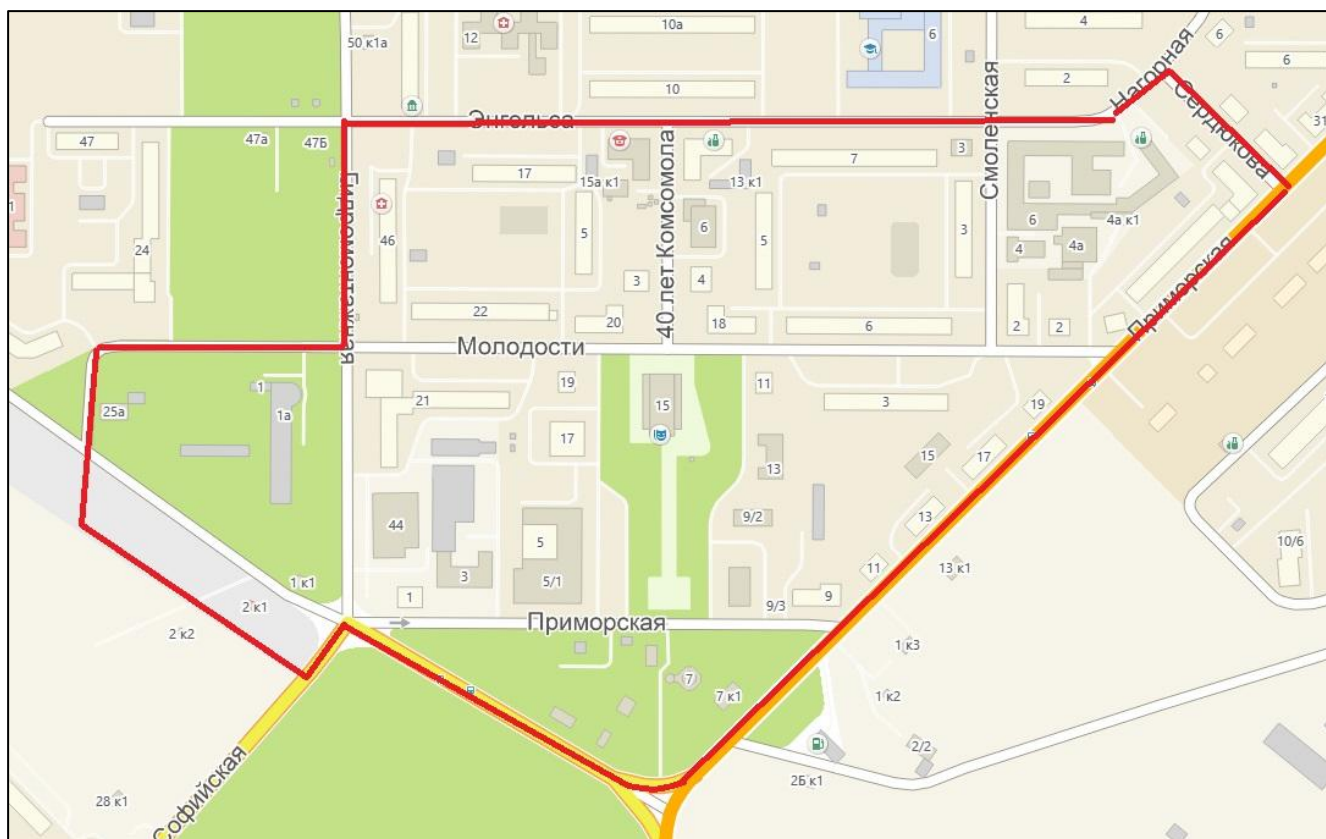 4
10а
6
50 к1а
12
6
6
Нагорная
2
Смоленская
10
Энгельса
Сердюкова
31
47
47а
47Б
3
7
17
15а к1
13 к1
Гидромонтажная
46
5
6
5
3
6
4а к1
4
4а
1
24
40 лет Комсомола
3
4
Приморская
22
20
18
6
2
2
Молодости
19
11
25а
1
1а
21
15
3
19
17
13
15
17
44
9/2
13
10/6
5
3
5/1
11
13 к1
1 к1
2 к1
1
9/3
9
Приморская
2 к2
1 к3
7
7 к1
1 к2
2/2
2Б к1
28 к1
Софийская